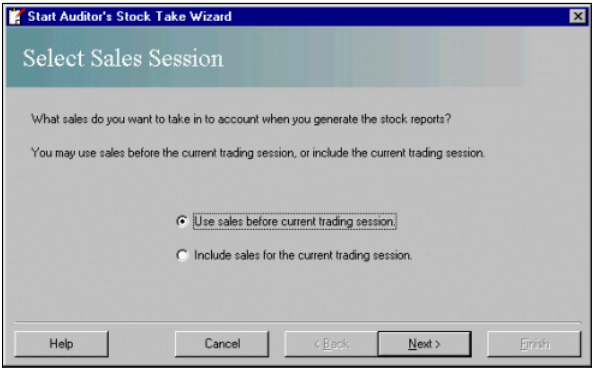 Start Auditor's Stock Take Wizard
Select Sales Session
What sales do you want to take in to account when you generate the stock reports?
You may use sales before the current trading session, or include the current trading session.
Use sales before current trading session.
Include sales for the current trading session.
Help Cancel < Back Next > Finish